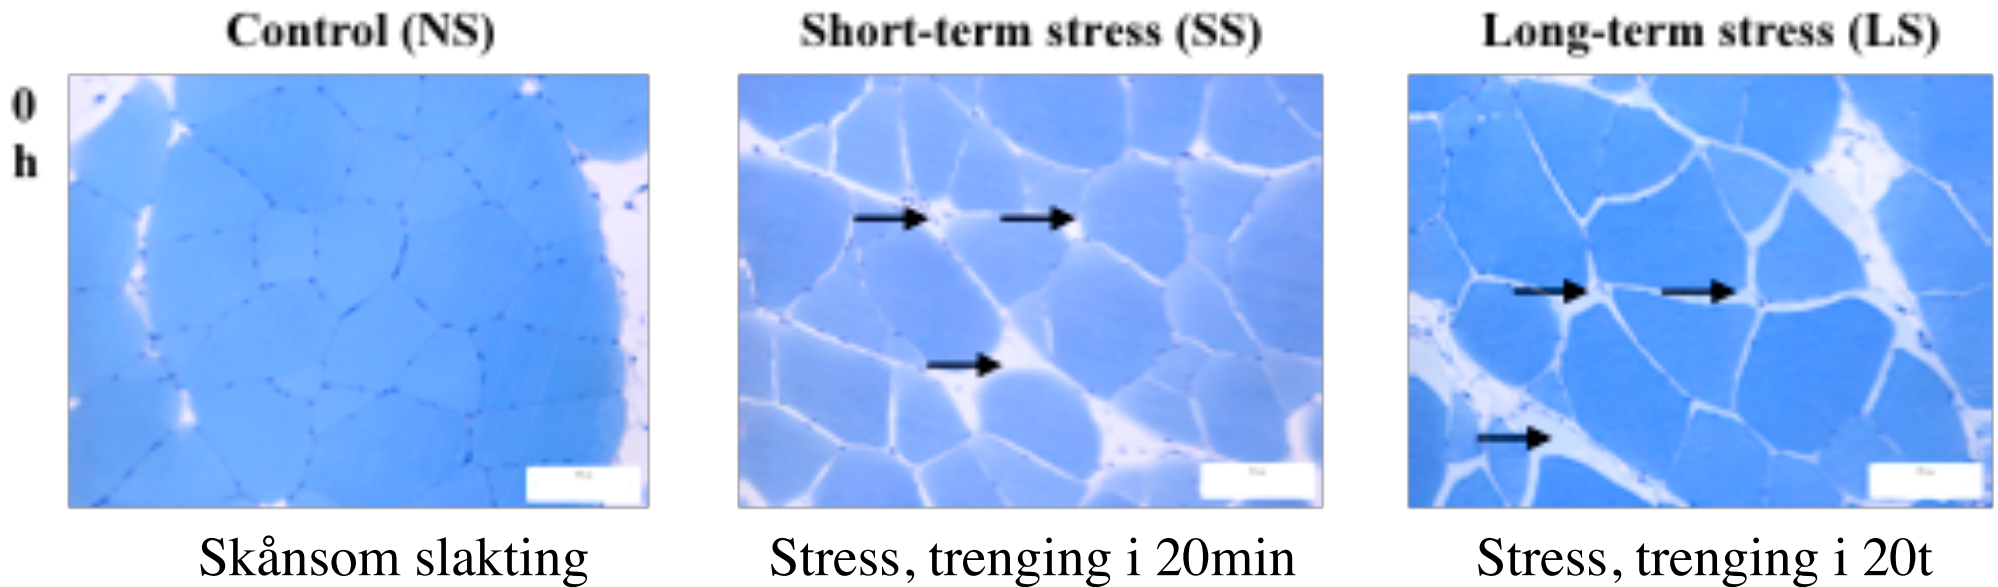 Control (NS)
Short-term stress (SS)
Long-term stress (LS)
0
h
Skånsom slakting
Stress, trenging i 20min
Stress, trenging i 20t